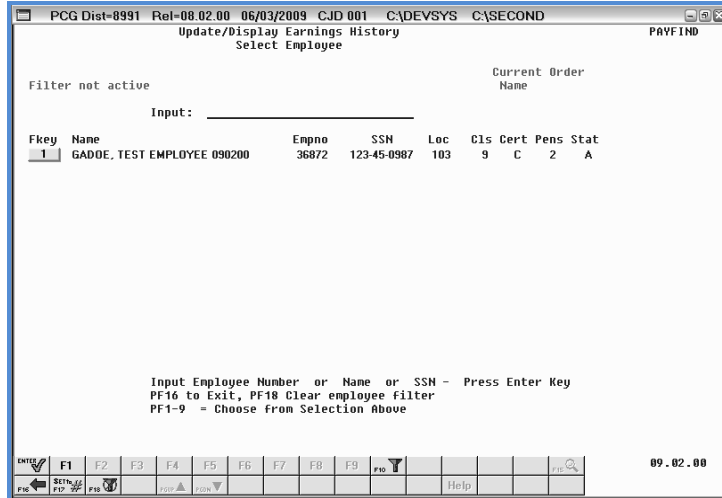 PCG Dist=8991 Rel=08.02.00 06/03/2009 CJD 001 C:\DEVSYS C:\SECOND
Update/Display Earnings History PAYFIND
Select Employee
Current Order
Filter not active Name
Input:
Fkey Name Empno SSN Loc Cls Cert Pens Stat
1 GADOE, TEST EMPLOYEE 090200 36872 123-45-0987 103 9 C 2 A
Input Employee Number or Name or SSN - Press Enter Key
PF16 to Exit, PF18 Clear employee filter
PF1-9 = Choose from Selection Above
ENTER F1 F2 F3 F4 F5 F6 F7 F8 F9 F10 F15 09.02.00
F16 F17 F18 PGUP PGDN Help